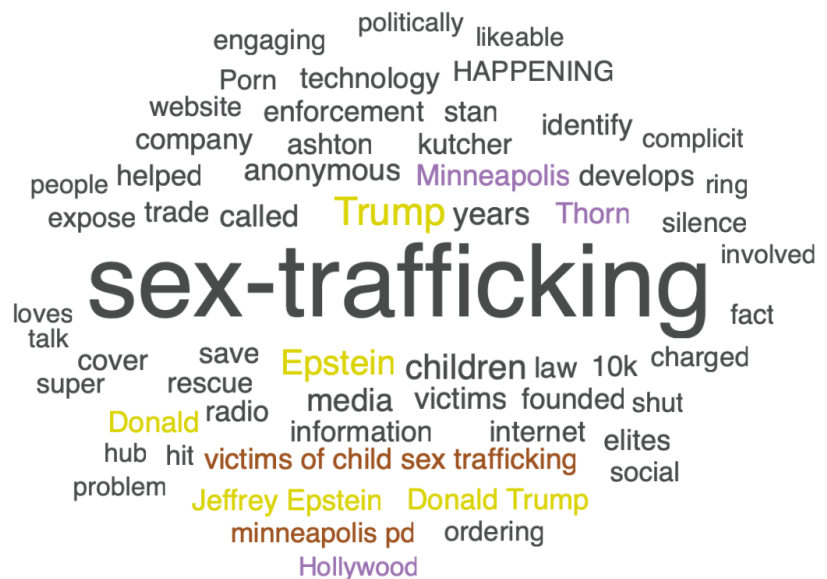 politically
engaging likeable
Porn technology HAPPENING
website enforcement stan identify
company ashton kutcher complicit
people helped anonymous Minneapolis develops ring
expose trade called Trump years Thorn silence
sex-trafficking involved
loves fact
talk
cover save Epstein children law 10k charged
super rescue media victims founded shut
Donald radio information internet elites
hub hit victims of child sex trafficking social
problem Jeffrey Epstein Donald Trump
minneapolis pd ordering
Hollywood